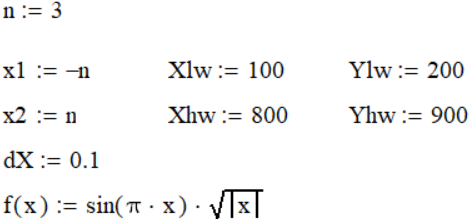 n := 3
x1 := −n Xlw := 100 Ylw := 200
x2 := n Xhw := 800 Yhw := 900
dX := 0.1
f(x) := sin(π · x) · √|x|